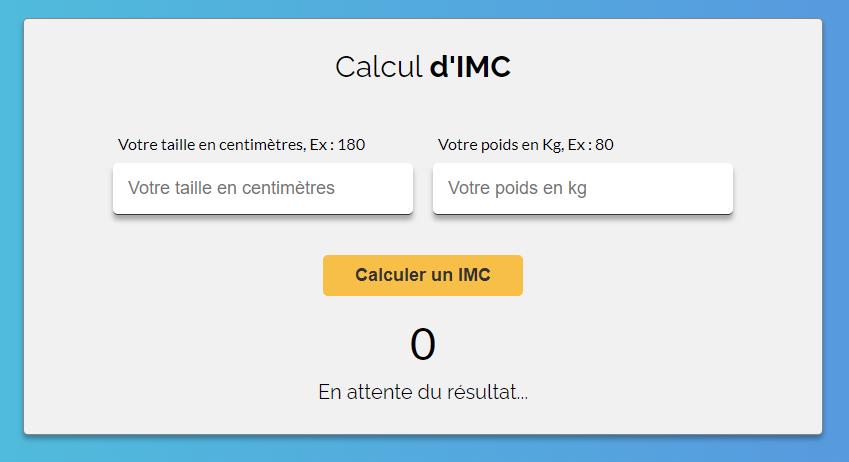 Calcul d'IMC
Votre taille en centimètres, Ex : 180
Votre poids en Kg, Ex : 80
Votre taille en centimètres
Votre poids en kg
Calculer un IMC
0
En attente du résultat...